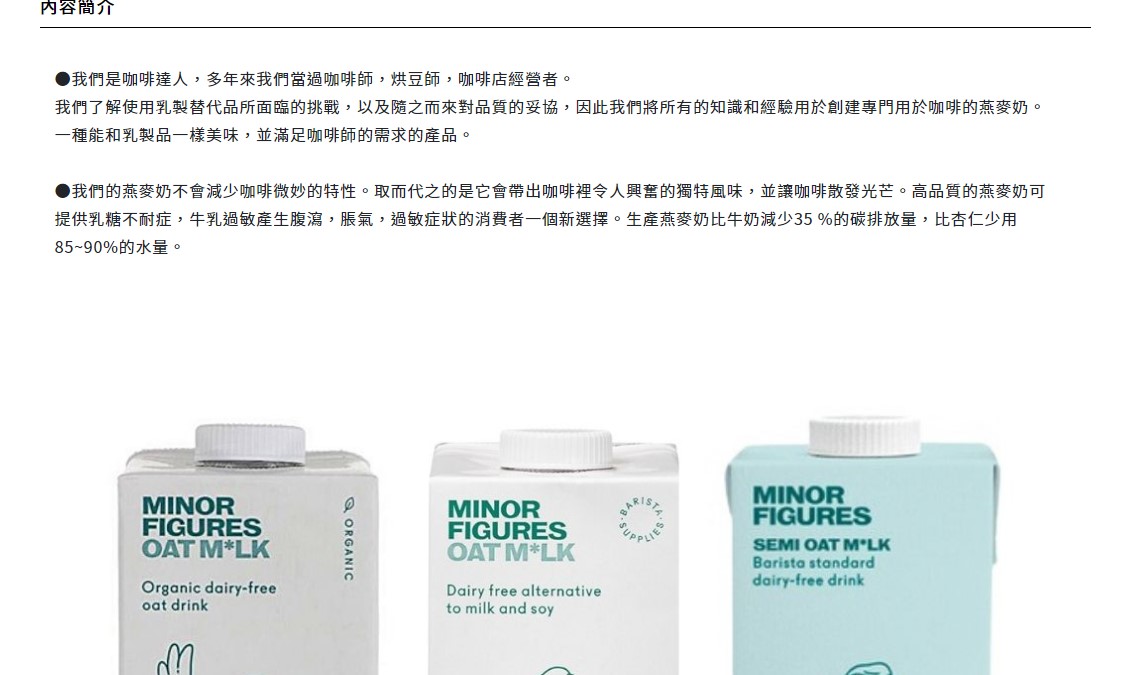 內容簡介
●我們是咖啡達人，多年來我們當過咖啡師，烘豆師，咖啡店經營者。
我們了解使用乳製替代品所面臨的挑戰，以及隨之而來對品質的妥協，因此我們將所有的知識和經驗用於創建專門用於咖啡的燕麥奶。
一種能和乳製品一樣美味，並滿足咖啡師的需求的產品。
●我們的燕麥奶不會減少咖啡微妙的特性。取而代之的是它會帶出咖啡裡令人興奮的獨特風味，並讓咖啡散發光芒。高品質的燕麥奶可
提供乳糖不耐症，牛乳過敏產生腹瀉，脹氣，過敏症狀的消費者一個新選擇。生產燕麥奶比牛奶減少35 %的碳排放量，比杏仁少用
85~90%的水量。
MINOR
FIGURES
OAT M*LK
ORGANIC
Organic dairy-free
oat drink
MINOR
FIGURES
OAT M*LK
·BARISTA·
SUPPLIES
Dairy free alternative
to milk and soy
MINOR
FIGURES
SEMI OAT M*LK
Barista standard
dairy-free drink